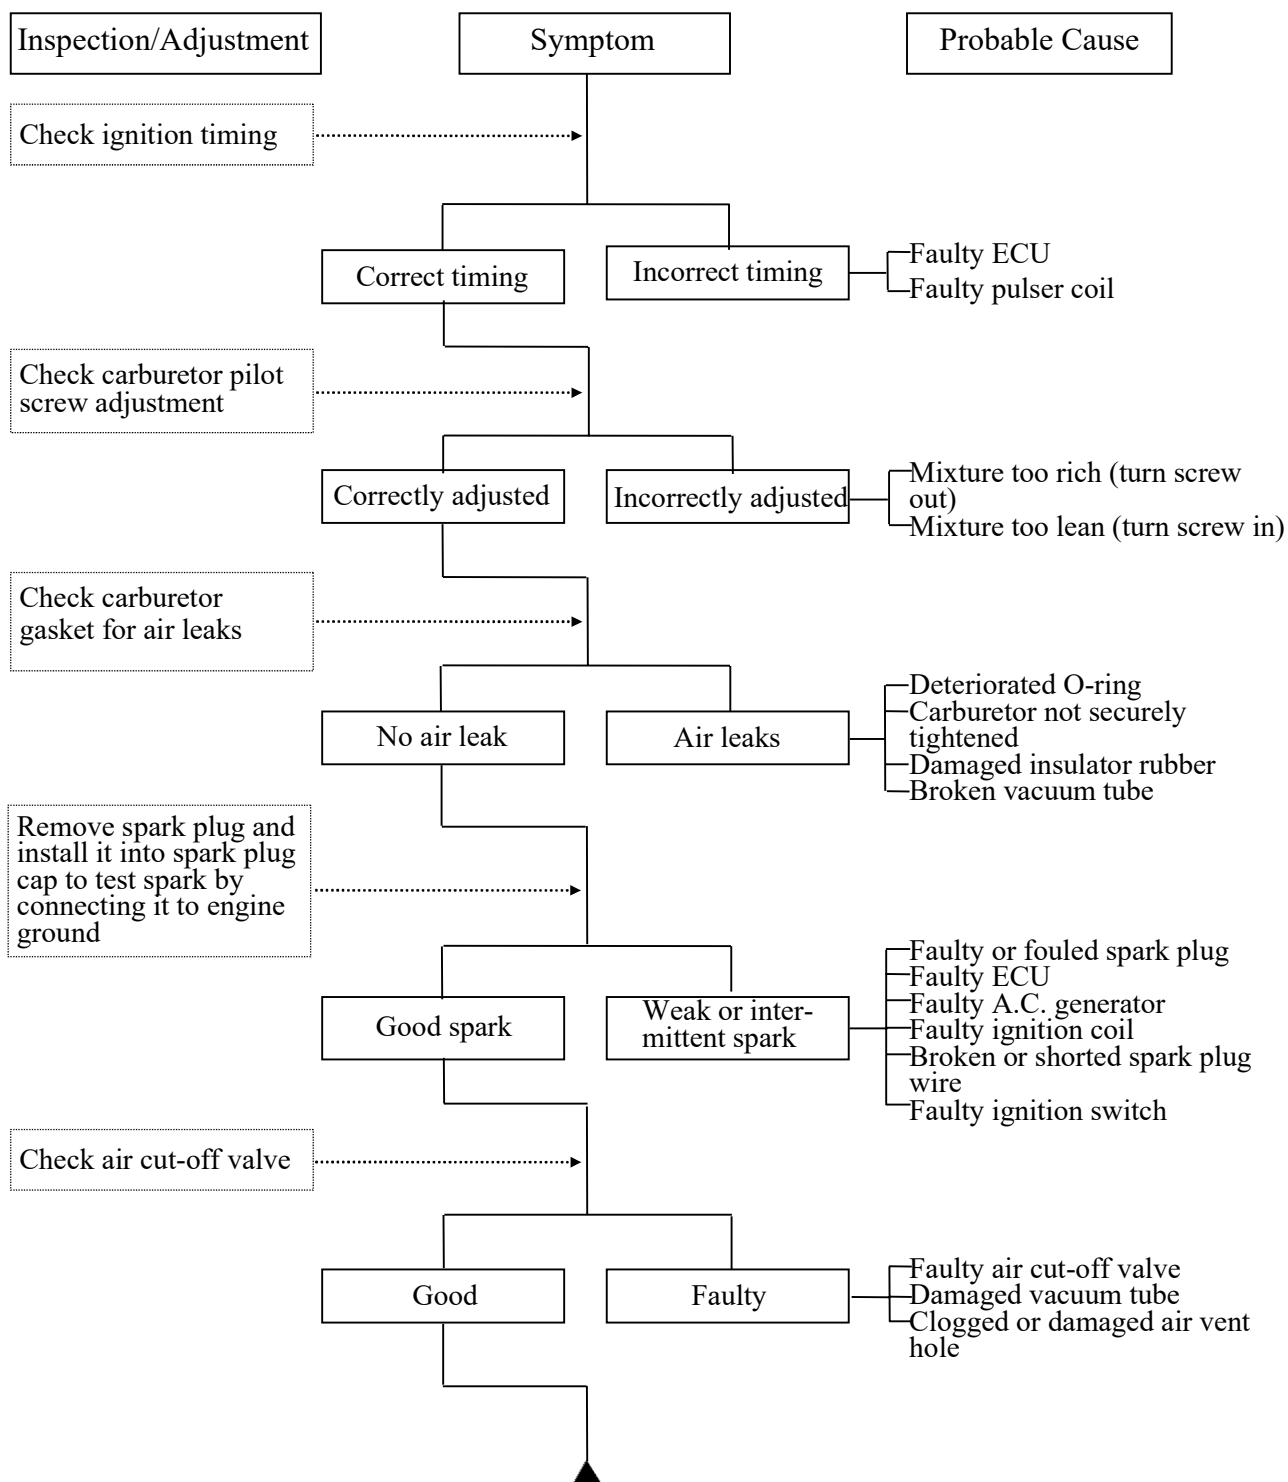 Inspection/Adjustment
Symptom
Probable Cause
Check ignition timing
Correct timing
Incorrect timing
Faulty ECU
Faulty pulser coil
Check carburetor pilot
screw adjustment
Correctly adjusted
Incorrectly adjusted
Mixture too rich (turn screw
out)
Mixture too lean (turn screw in)
Check carburetor
gasket for air leaks
No air leak
Air leaks
Deteriorated O-ring
Carburetor not securely
tightened
Damaged insulator rubber
Broken vacuum tube
Remove spark plug and
install it into spark plug
cap to test spark by
connecting it to engine
ground
Good spark
Weak or inter-
mittent spark
Faulty or fouled spark plug
Faulty ECU
Faulty A.C. generator
Faulty ignition coil
Broken or shorted spark plug
wire
Faulty ignition switch
Check air cut-off valve
Good
Faulty
Faulty air cut-off valve
Damaged vacuum tube
Clogged or damaged air vent
hole